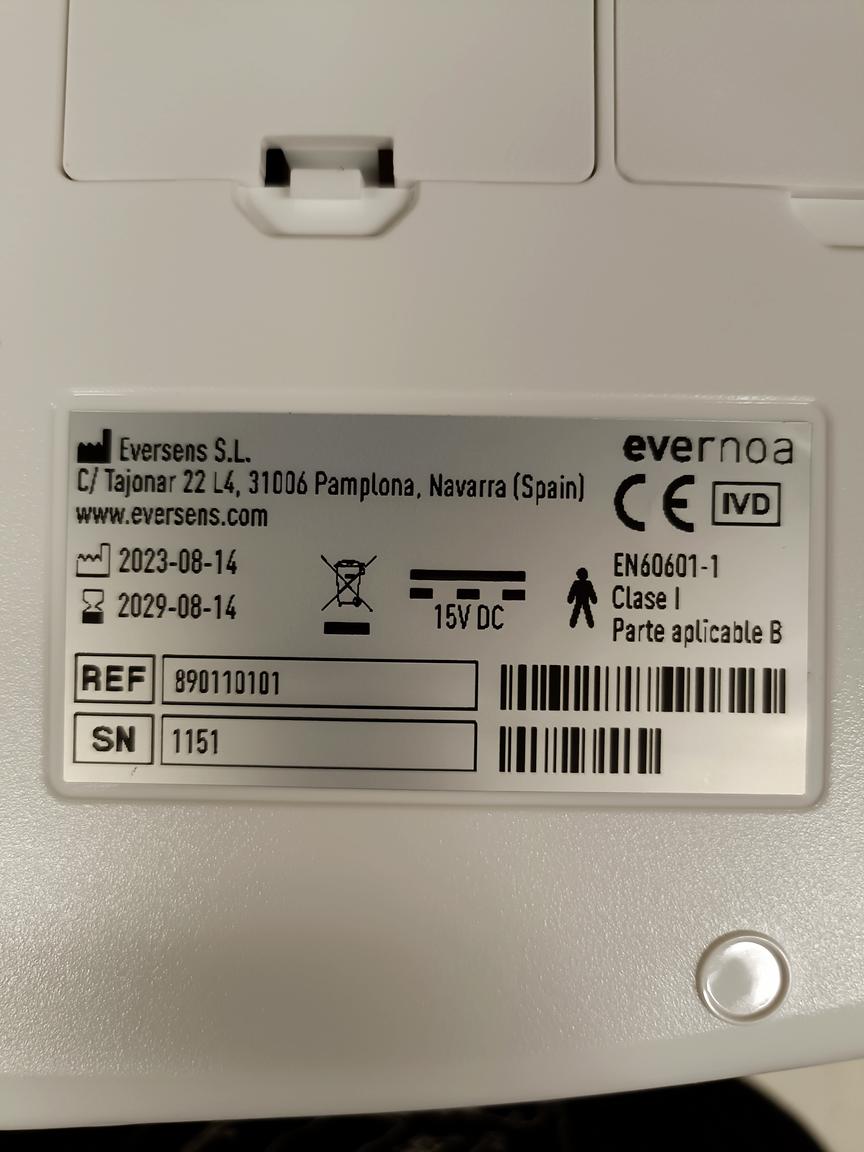 Eversens S.L.
C/ Tajonar 22 L4, 31006 Pamplona, Navarra (Spain)
www.eversens.com
evernoa
CE IVD
2023-08-14
2029-08-14
15V DC
EN60601-1
Clase I
Parte aplicable B
REF 890110101
SN 1151